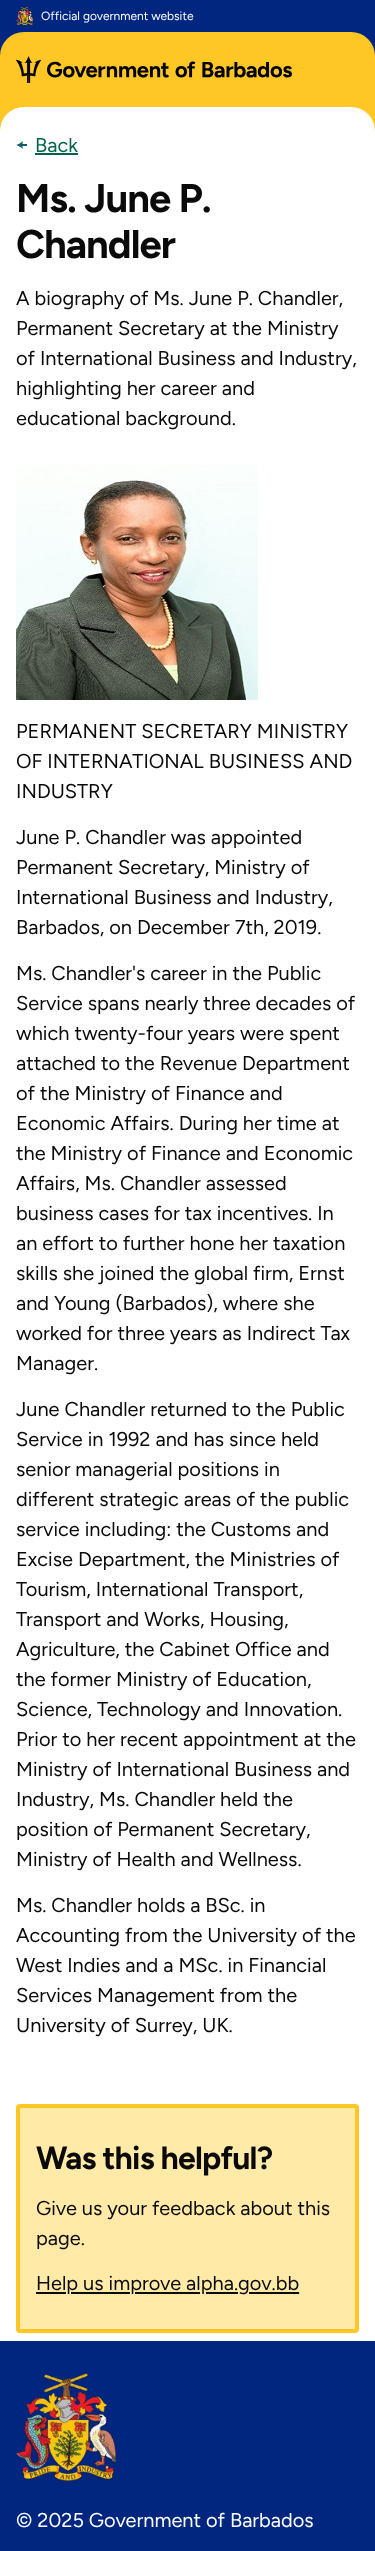 Official government website
Government of Barbados
Back
Ms. June P.
Chandler
A biography of Ms. June P. Chandler,
Permanent Secretary at the Ministry
of International Business and Industry,
highlighting her career and
educational background.
PERMANENT SECRETARY MINISTRY
OF INTERNATIONAL BUSINESS AND
INDUSTRY
June P. Chandler was appointed
Permanent Secretary, Ministry of
International Business and Industry,
Barbados, on December 7th, 2019.
Ms. Chandler's career in the Public
Service spans nearly three decades of
which twenty-four years were spent
attached to the Revenue Department
of the Ministry of Finance and
Economic Affairs. During her time at
the Ministry of Finance and Economic
Affairs, Ms. Chandler assessed
business cases for tax incentives. In
an effort to further hone her taxation
skills she joined the global firm, Ernst
and Young (Barbados), where she
worked for three years as Indirect Tax
Manager.
June Chandler returned to the Public
Service in 1992 and has since held
senior managerial positions in
different strategic areas of the public
service including: the Customs and
Excise Department, the Ministries of
Tourism, International Transport,
Transport and Works, Housing,
Agriculture, the Cabinet Office and
the former Ministry of Education,
Science, Technology and Innovation.
Prior to her recent appointment at the
Ministry of International Business and
Industry, Ms. Chandler held the
position of Permanent Secretary,
Ministry of Health and Wellness.
Ms. Chandler holds a BSc. in
Accounting from the University of the
West Indies and a MSc. in Financial
Services Management from the
University of Surrey, UK.
Was this helpful?
Give us your feedback about this
page.
Help us improve alpha.gov.bb
PRIDE AND INDUSTRY
© 2025 Government of Barbados